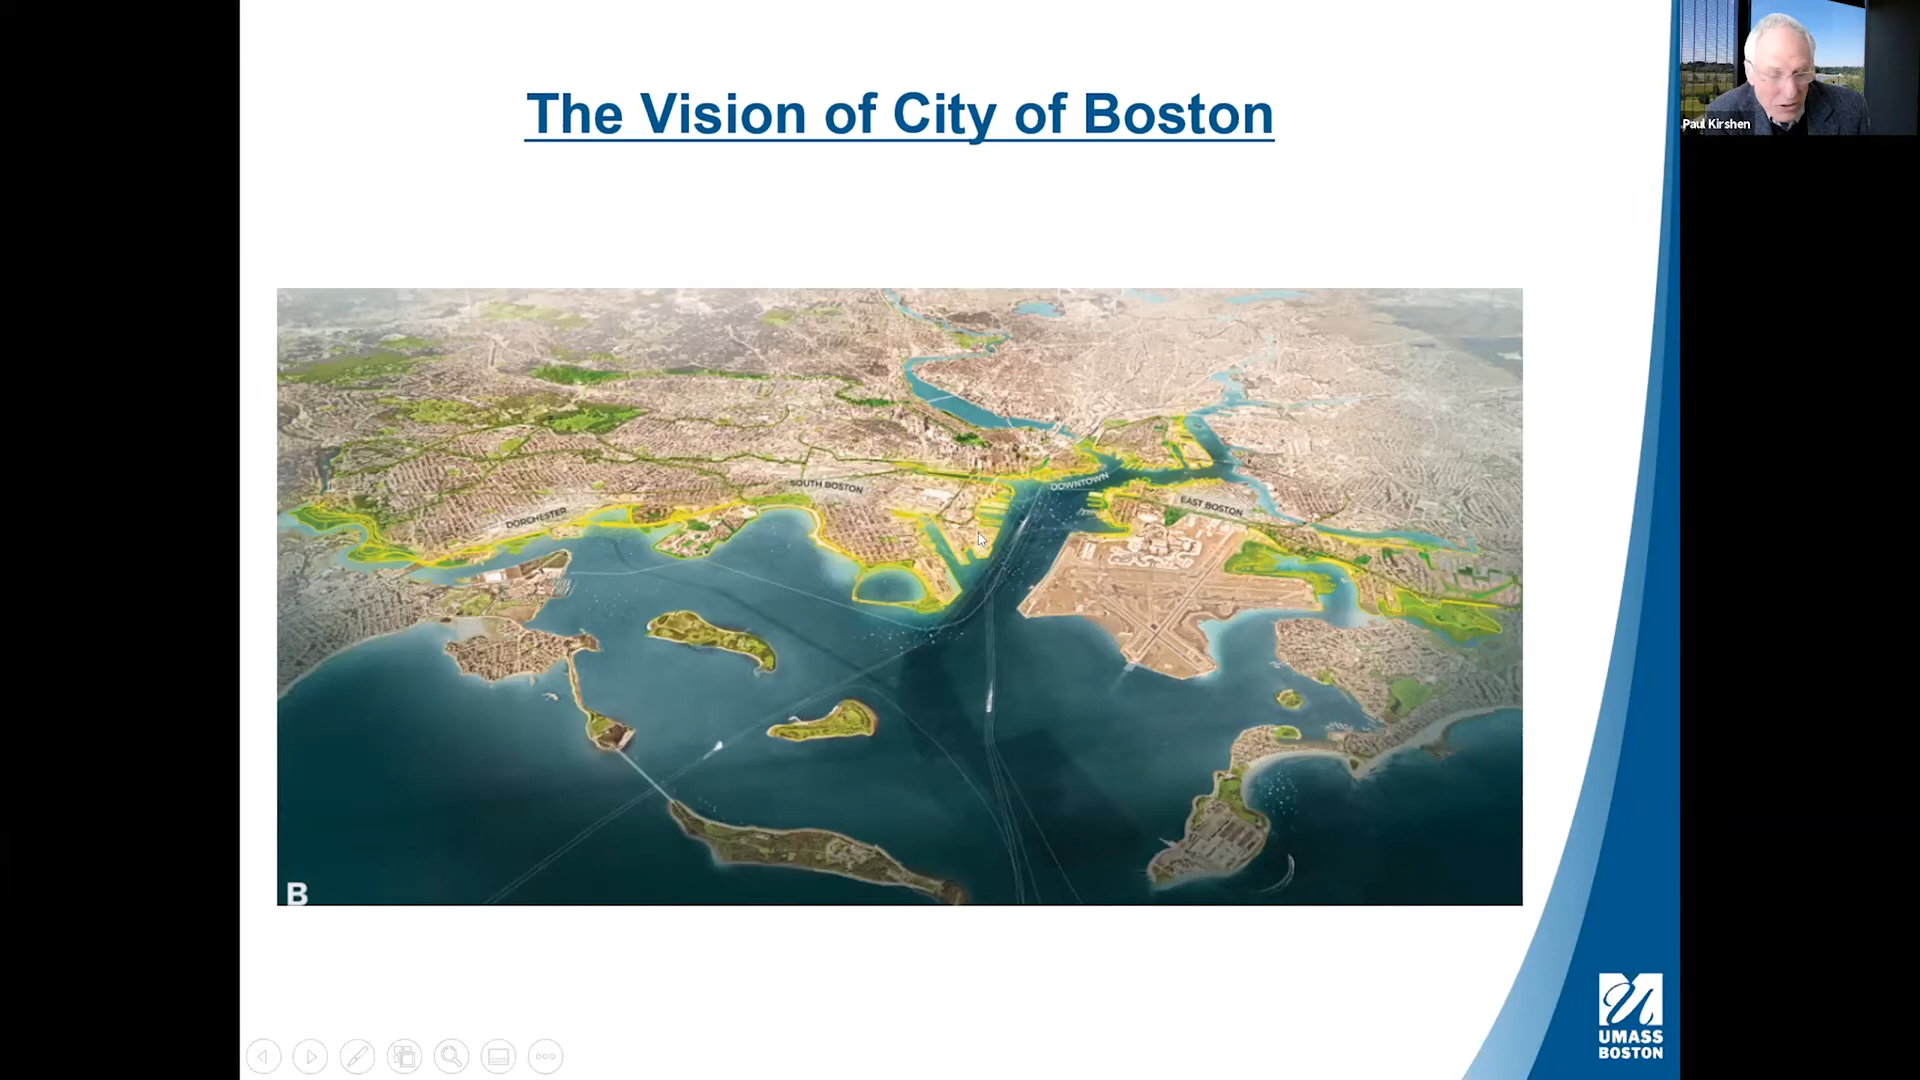 The Vision of City of Boston
Paul Kirshen
SOUTH BOSTON
DOWNTOWN
DORCHESTER
EAST BOSTON
B
UMASS
BOSTON